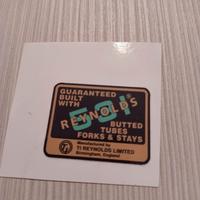 GUARANTEED
BUILT
WITH
REYNOLDS
531
BUTTED
TUBES
FORKS & STAYS
Manufactured by
TI REYNOLDS LIMITED
Birmingham, England